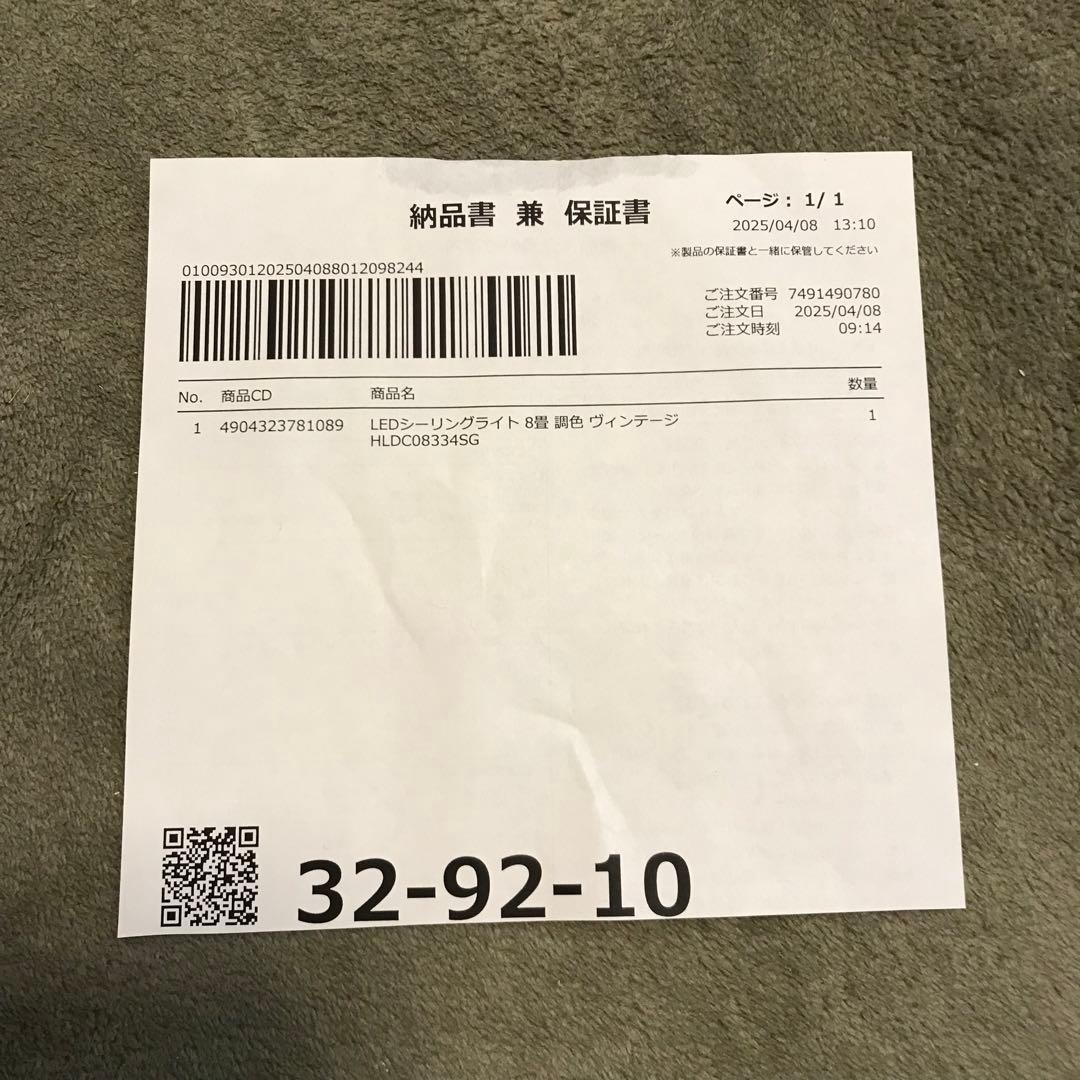 納品書 兼 保証書
ページ： 1/ 1
2025/04/08 13:10
※製品の保証書と一緒に保管してください
01009301202504088012098244
ご注文番号 7491490780
ご注文日 2025/04/08
ご注文時刻 09:14
No. 商品CD 商品名 数量
1 4904323781089 LEDシーリングライト 8畳 調色 ヴィンテージ 1
HLDC08334SG
32-92-10